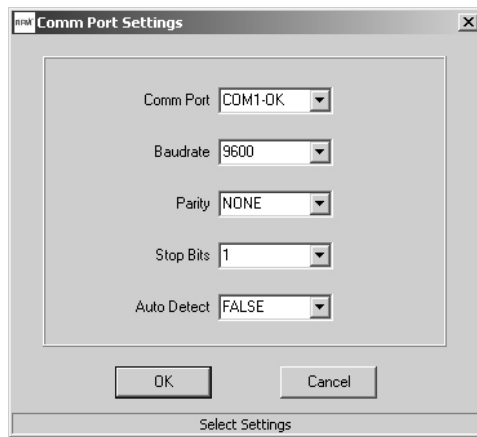 RFM Comm Port Settings
Comm Port COM1-OK
Baudrate 9600
Parity NONE
Stop Bits 1
Auto Detect FALSE
OK Cancel
Select Settings